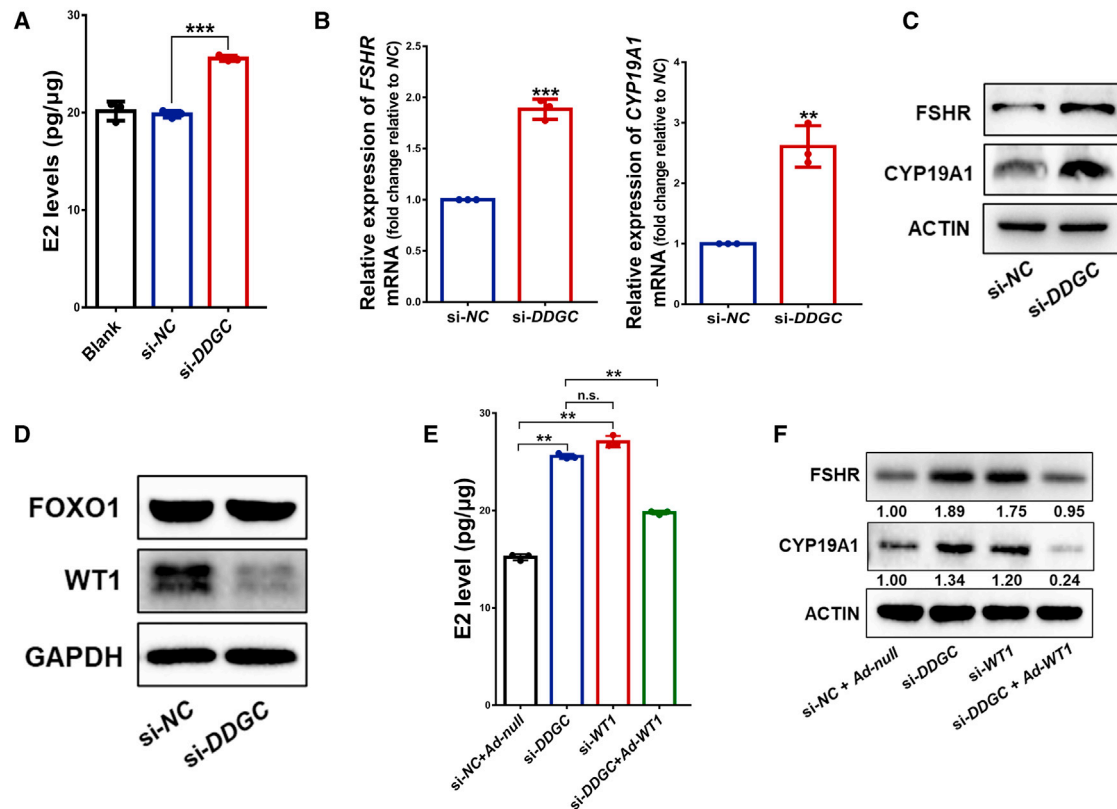 A
E2 levels (pg/μg)
30
20
10
0
***
Blank
si-NC
si-DDGC
B
Relative expression of FSHR
mRNA (fold change relative to NC)
2.5
2.0
1.5
1.0
0.5
0.0
***
si-NC
si-DDGC
Relative expression of CYP19A1
mRNA (fold change relative to NC)
4
3
2
1
0
**
si-NC
si-DDGC
C
FSHR
CYP19A1
ACTIN
si-NC
si-DDGC
D
FOXO1
WT1
GAPDH
si-NC
si-DDGC
E
E2 level (pg/μg)
30
20
10
0
**
n.s.
**
**
si-NC+Ad-null
si-DDGC
si-WT1
si-DDGC+Ad-WT1
F
FSHR
1.00 1.89 1.75 0.95
CYP19A1
1.00 1.34 1.20 0.24
ACTIN
si-NC + Ad-null
si-DDGC
si-WT1
si-DDGC + Ad-WT1